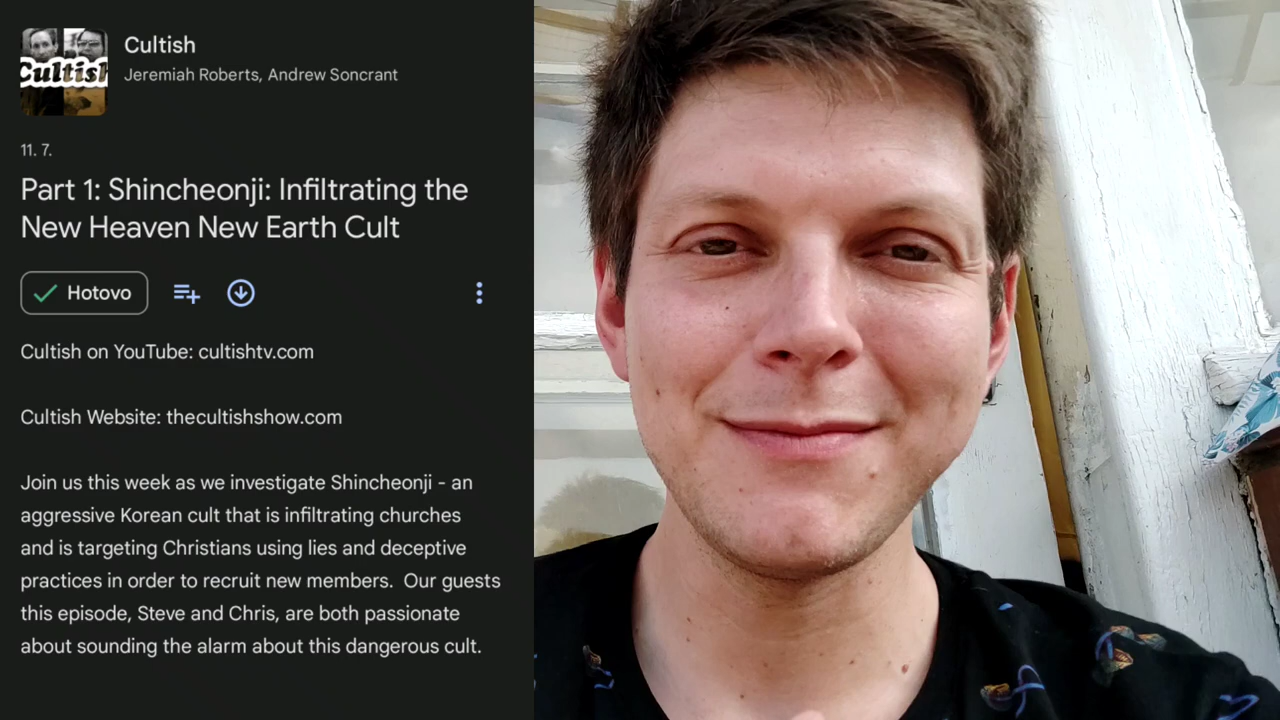 Cultish
Cultish
Jeremiah Roberts, Andrew Soncrant
11. 7.
Part 1: Shincheonji: Infiltrating the
New Heaven New Earth Cult
Hotovo
Cultish on YouTube: cultishtv.com
Cultish Website: thecultishshow.com
Join us this week as we investigate Shincheonji - an
aggressive Korean cult that is infiltrating churches
and is targeting Christians using lies and deceptive
practices in order to recruit new members.  Our guests
this episode, Steve and Chris, are both passionate
about sounding the alarm about this dangerous cult.